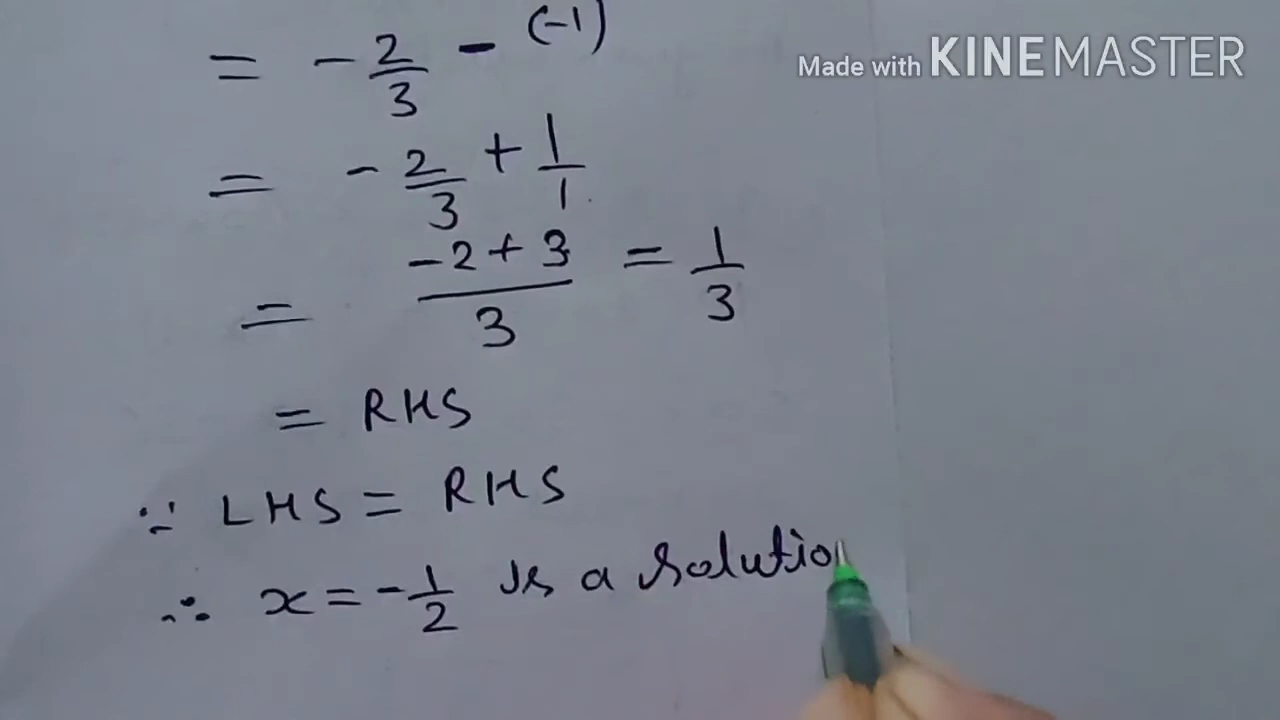 = -2/3 - (-1)
Made with KINEMASTER
= -2/3 + 1/1
= -2+3/3 = 1/3
= RHS
∵ LHS = RHS
∴ x = -1/2 is a solution